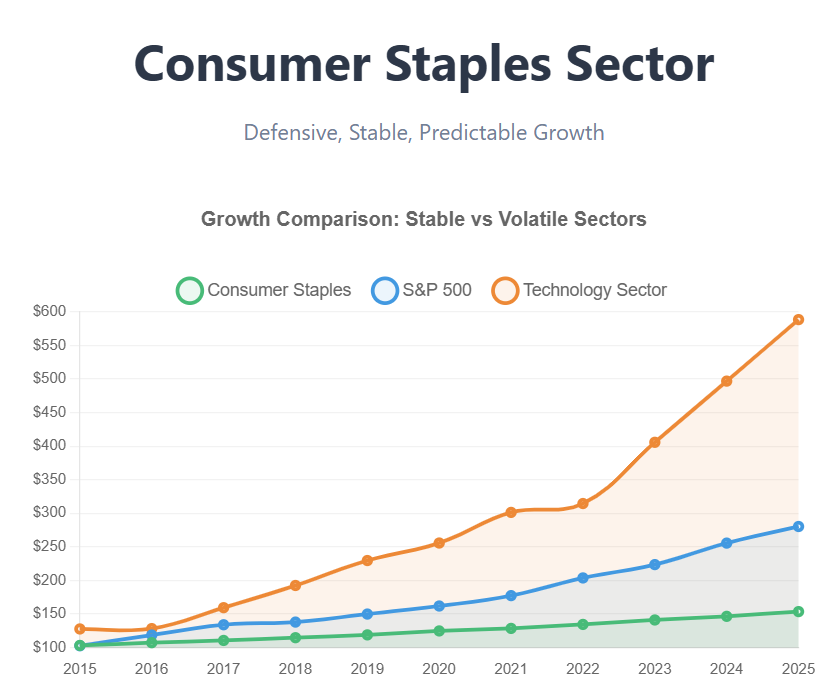 Consumer Staples Sector
Defensive, Stable, Predictable Growth
Growth Comparison: Stable vs Volatile Sectors
Consumer Staples S&P 500 Technology Sector
$600
$550
$500
$450
$400
$350
$300
$250
$200
$150
$100
2015 2016 2017 2018 2019 2020 2021 2022 2023 2024 2025